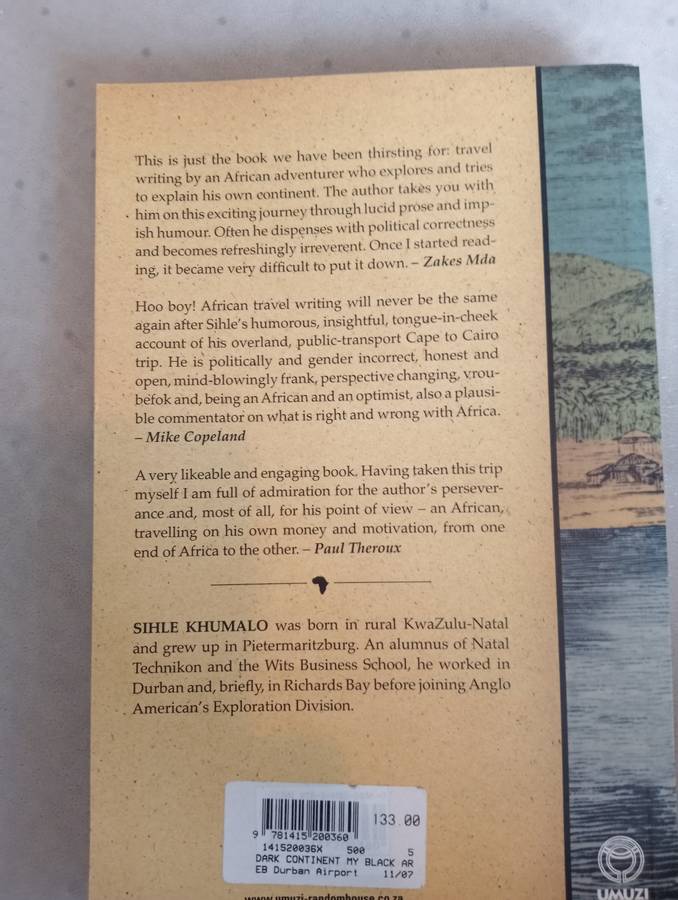 This is just the book we have been thirsting for: travel
writing by an African adventurer who explores and tries
to explain his own continent. The author takes you with
him on this exciting journey through lucid prose and imp-
ish humour. Often he dispenses with political correctness
and becomes refreshingly irreverent. Once I started read-
ing, it became very difficult to put it down. – Zakes Mda
Hoo boy! African travel writing will never be the same
again after Sihle's humorous, insightful, tongue-in-cheek
account of his overland, public-transport Cape to Cairo
trip. He is politically and gender incorrect, honest and
open, mind-blowingly frank, perspective changing, vrou-
befok and, being an African and an optimist, also a plausi-
ble commentator on what is right and wrong with Africa.
– Mike Copeland
A very likeable and engaging book. Having taken this trip
myself I am full of admiration for the author's persever-
ance and, most of all, for his point of view – an African,
travelling on his own money and motivation, from one
end of Africa to the other. – Paul Theroux
SIHLE KHUMALO was born in rural KwaZulu-Natal
and grew up in Pietermaritzburg. An alumnus of Natal
Technikon and the Wits Business School, he worked in
Durban and, briefly, in Richards Bay before joining Anglo
American's Exploration Division.
133.00
9 781415 200360
141520036X 500 5
DARK CONTINENT MY BLACK AR
EB Durban Airport 11/07
www.umuzi-randomhouse.co.za
UMUZI